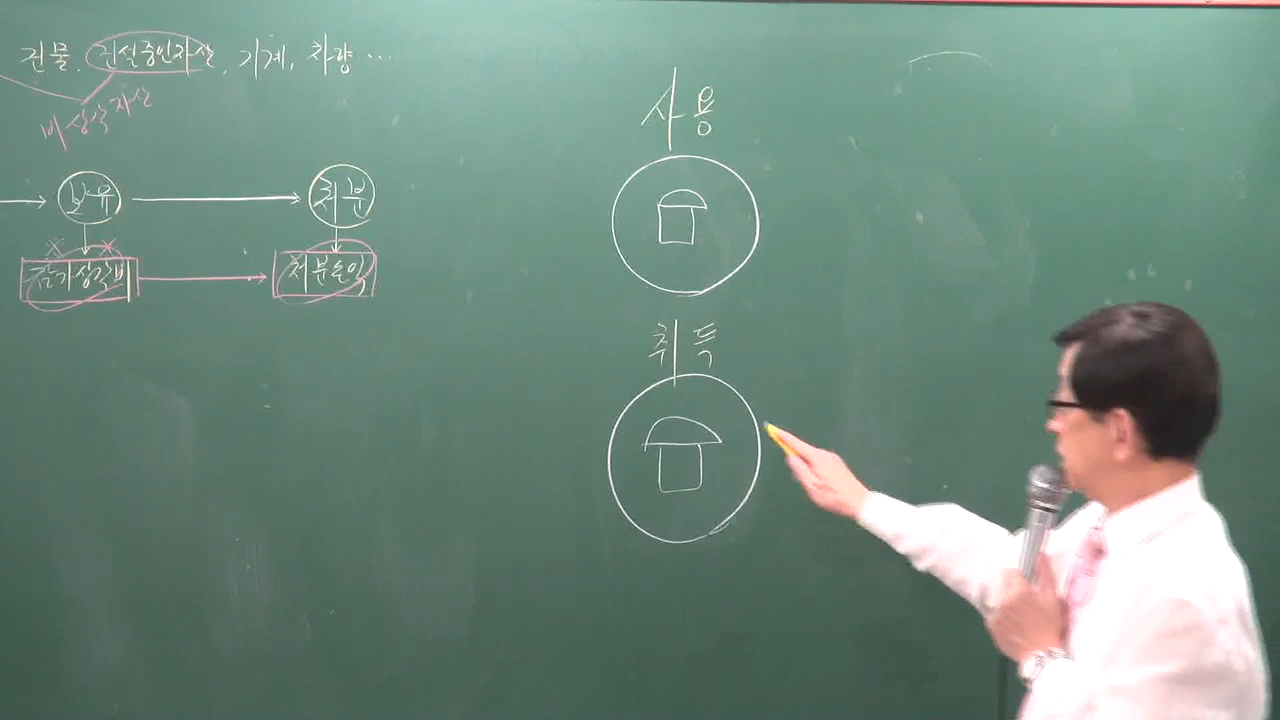 건물, 건설중인자산, 기계, 차량 …
비상각자산
보유 처분
※ ※
감가상각비 처분손익
사용
취득